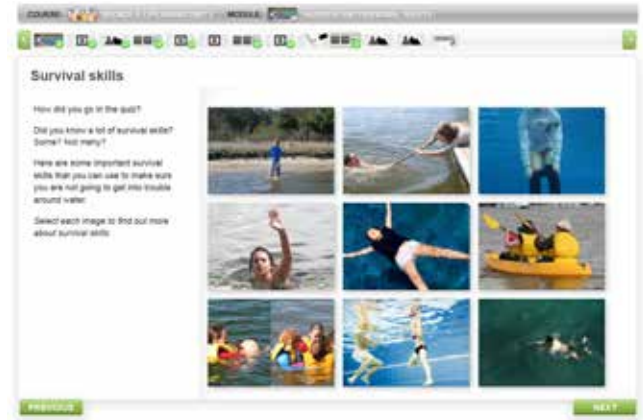 COURSE:
MODULE:
Survival skills
How did you go in the quiz?
Did you know a lot of survival skills?
Some? Not many?
Here are some important survival
skills that you can use to make sure
you are not going to get into trouble
around water.
Select each image to find out more
about survival skills
PREVIOUS
NEXT